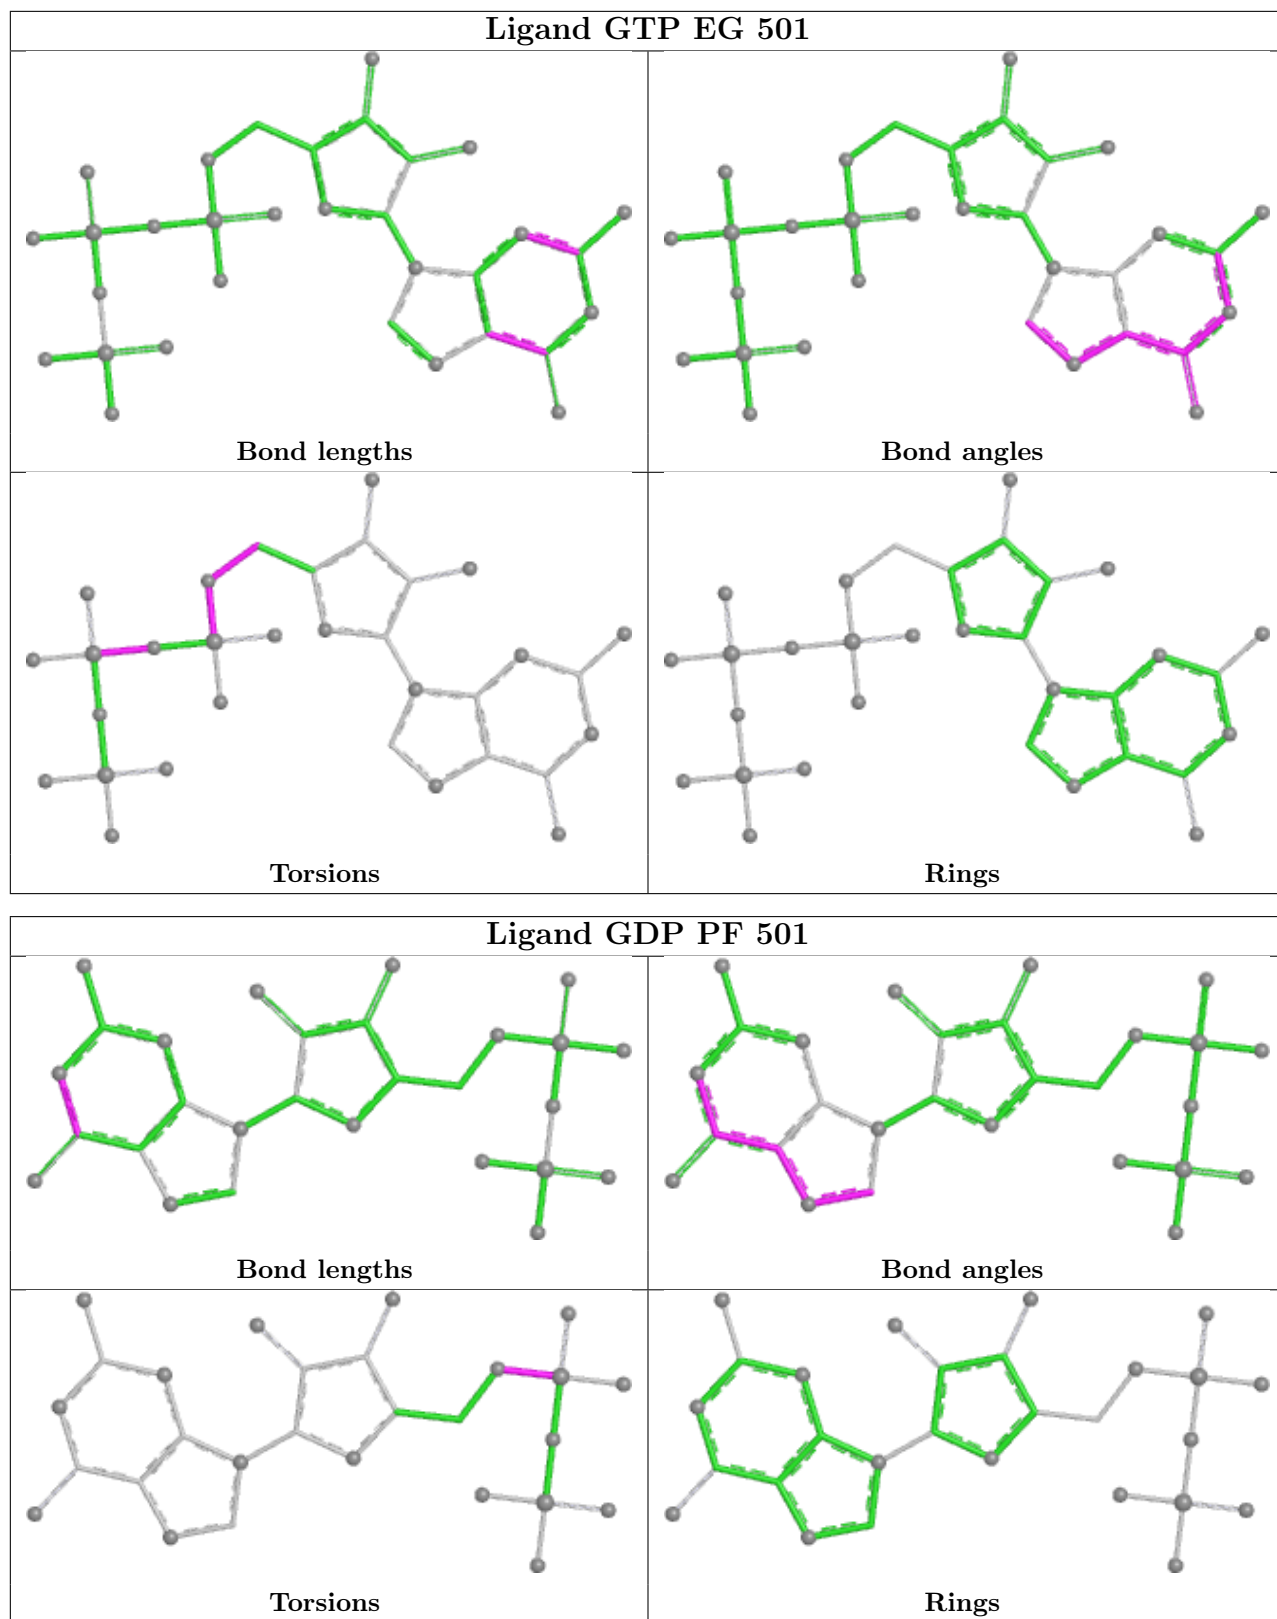 Ligand GTP EG 501
Bond lengths
Bond angles
Torsions
Rings
Ligand GDP PF 501
Bond lengths
Bond angles
Torsions
Rings